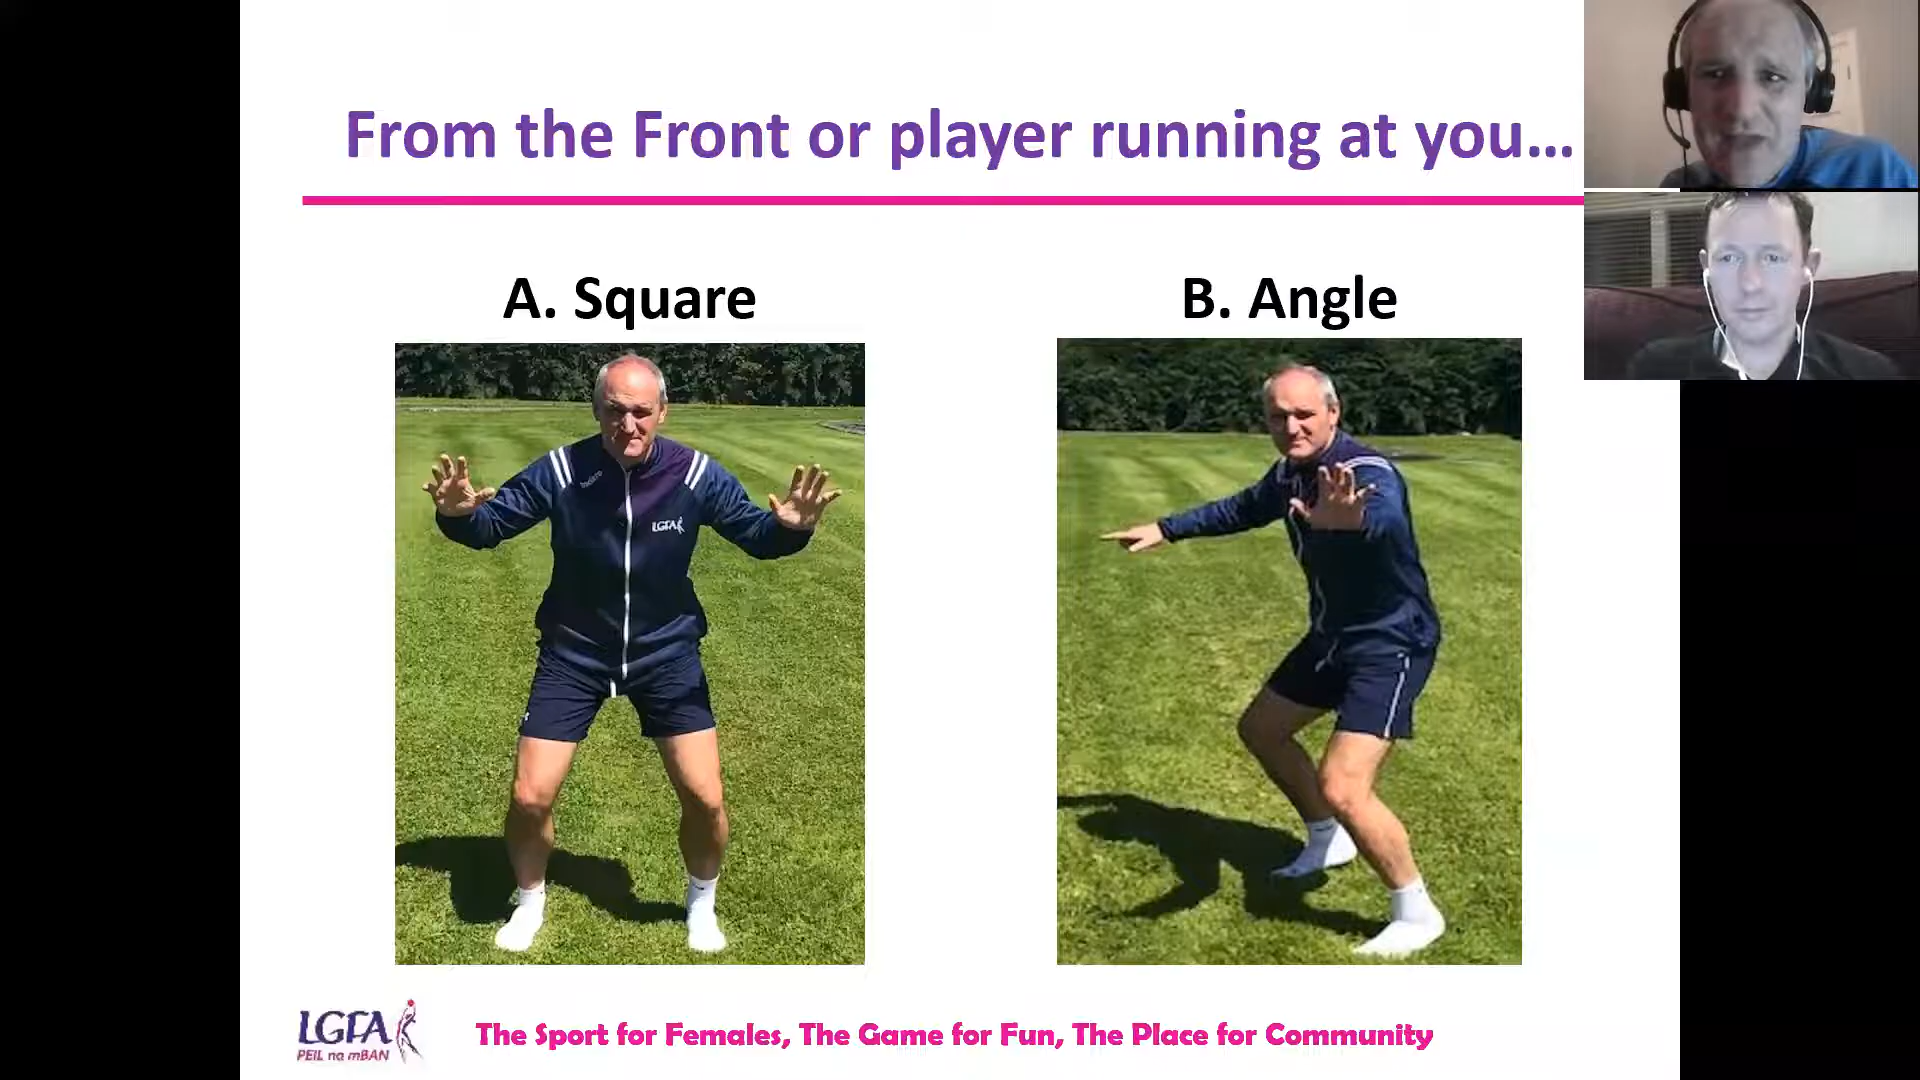 From the Front or player running at you...
A. Square
B. Angle
LGFA
LGFA
PEIL na mBAN
The Sport for Females, The Game for Fun, The Place for Community